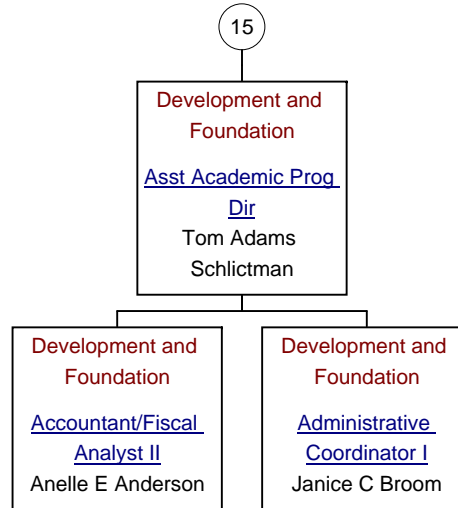 15
Development and
Foundation
Asst Academic Prog
Dir
Tom Adams
Schlictman
Development and
Foundation
Accountant/Fiscal
Analyst II
Anelle E Anderson
Development and
Foundation
Administrative
Coordinator I
Janice C Broom